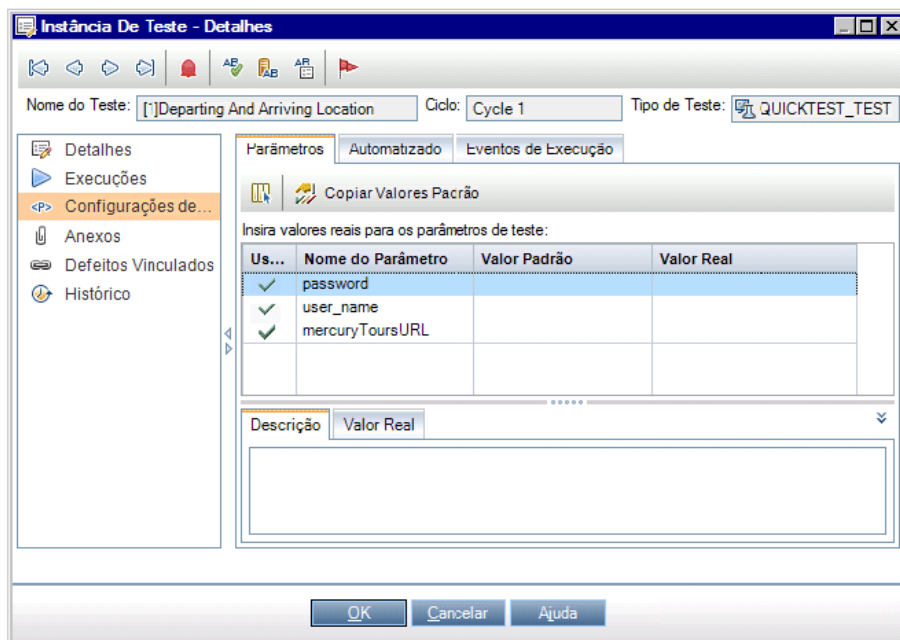 Instância De Teste - Detalhes
Nome do Teste: [1]Departing And Arriving Location Ciclo: Cycle 1 Tipo de Teste: QUICKTEST_TEST
Detalhes
Execuções
<P> Configurações de...
Anexos
Defeitos Vinculados
Histórico
Parâmetros Automatizado Eventos de Execução
Copiar Valores Pacrão
Insira valores reais para os parâmetros de teste:
Us... Nome do Parâmetro Valor Padrão Valor Real
password
user_name
mercuryToursURL
Descrição Valor Real
OK Cancelar Ajuda